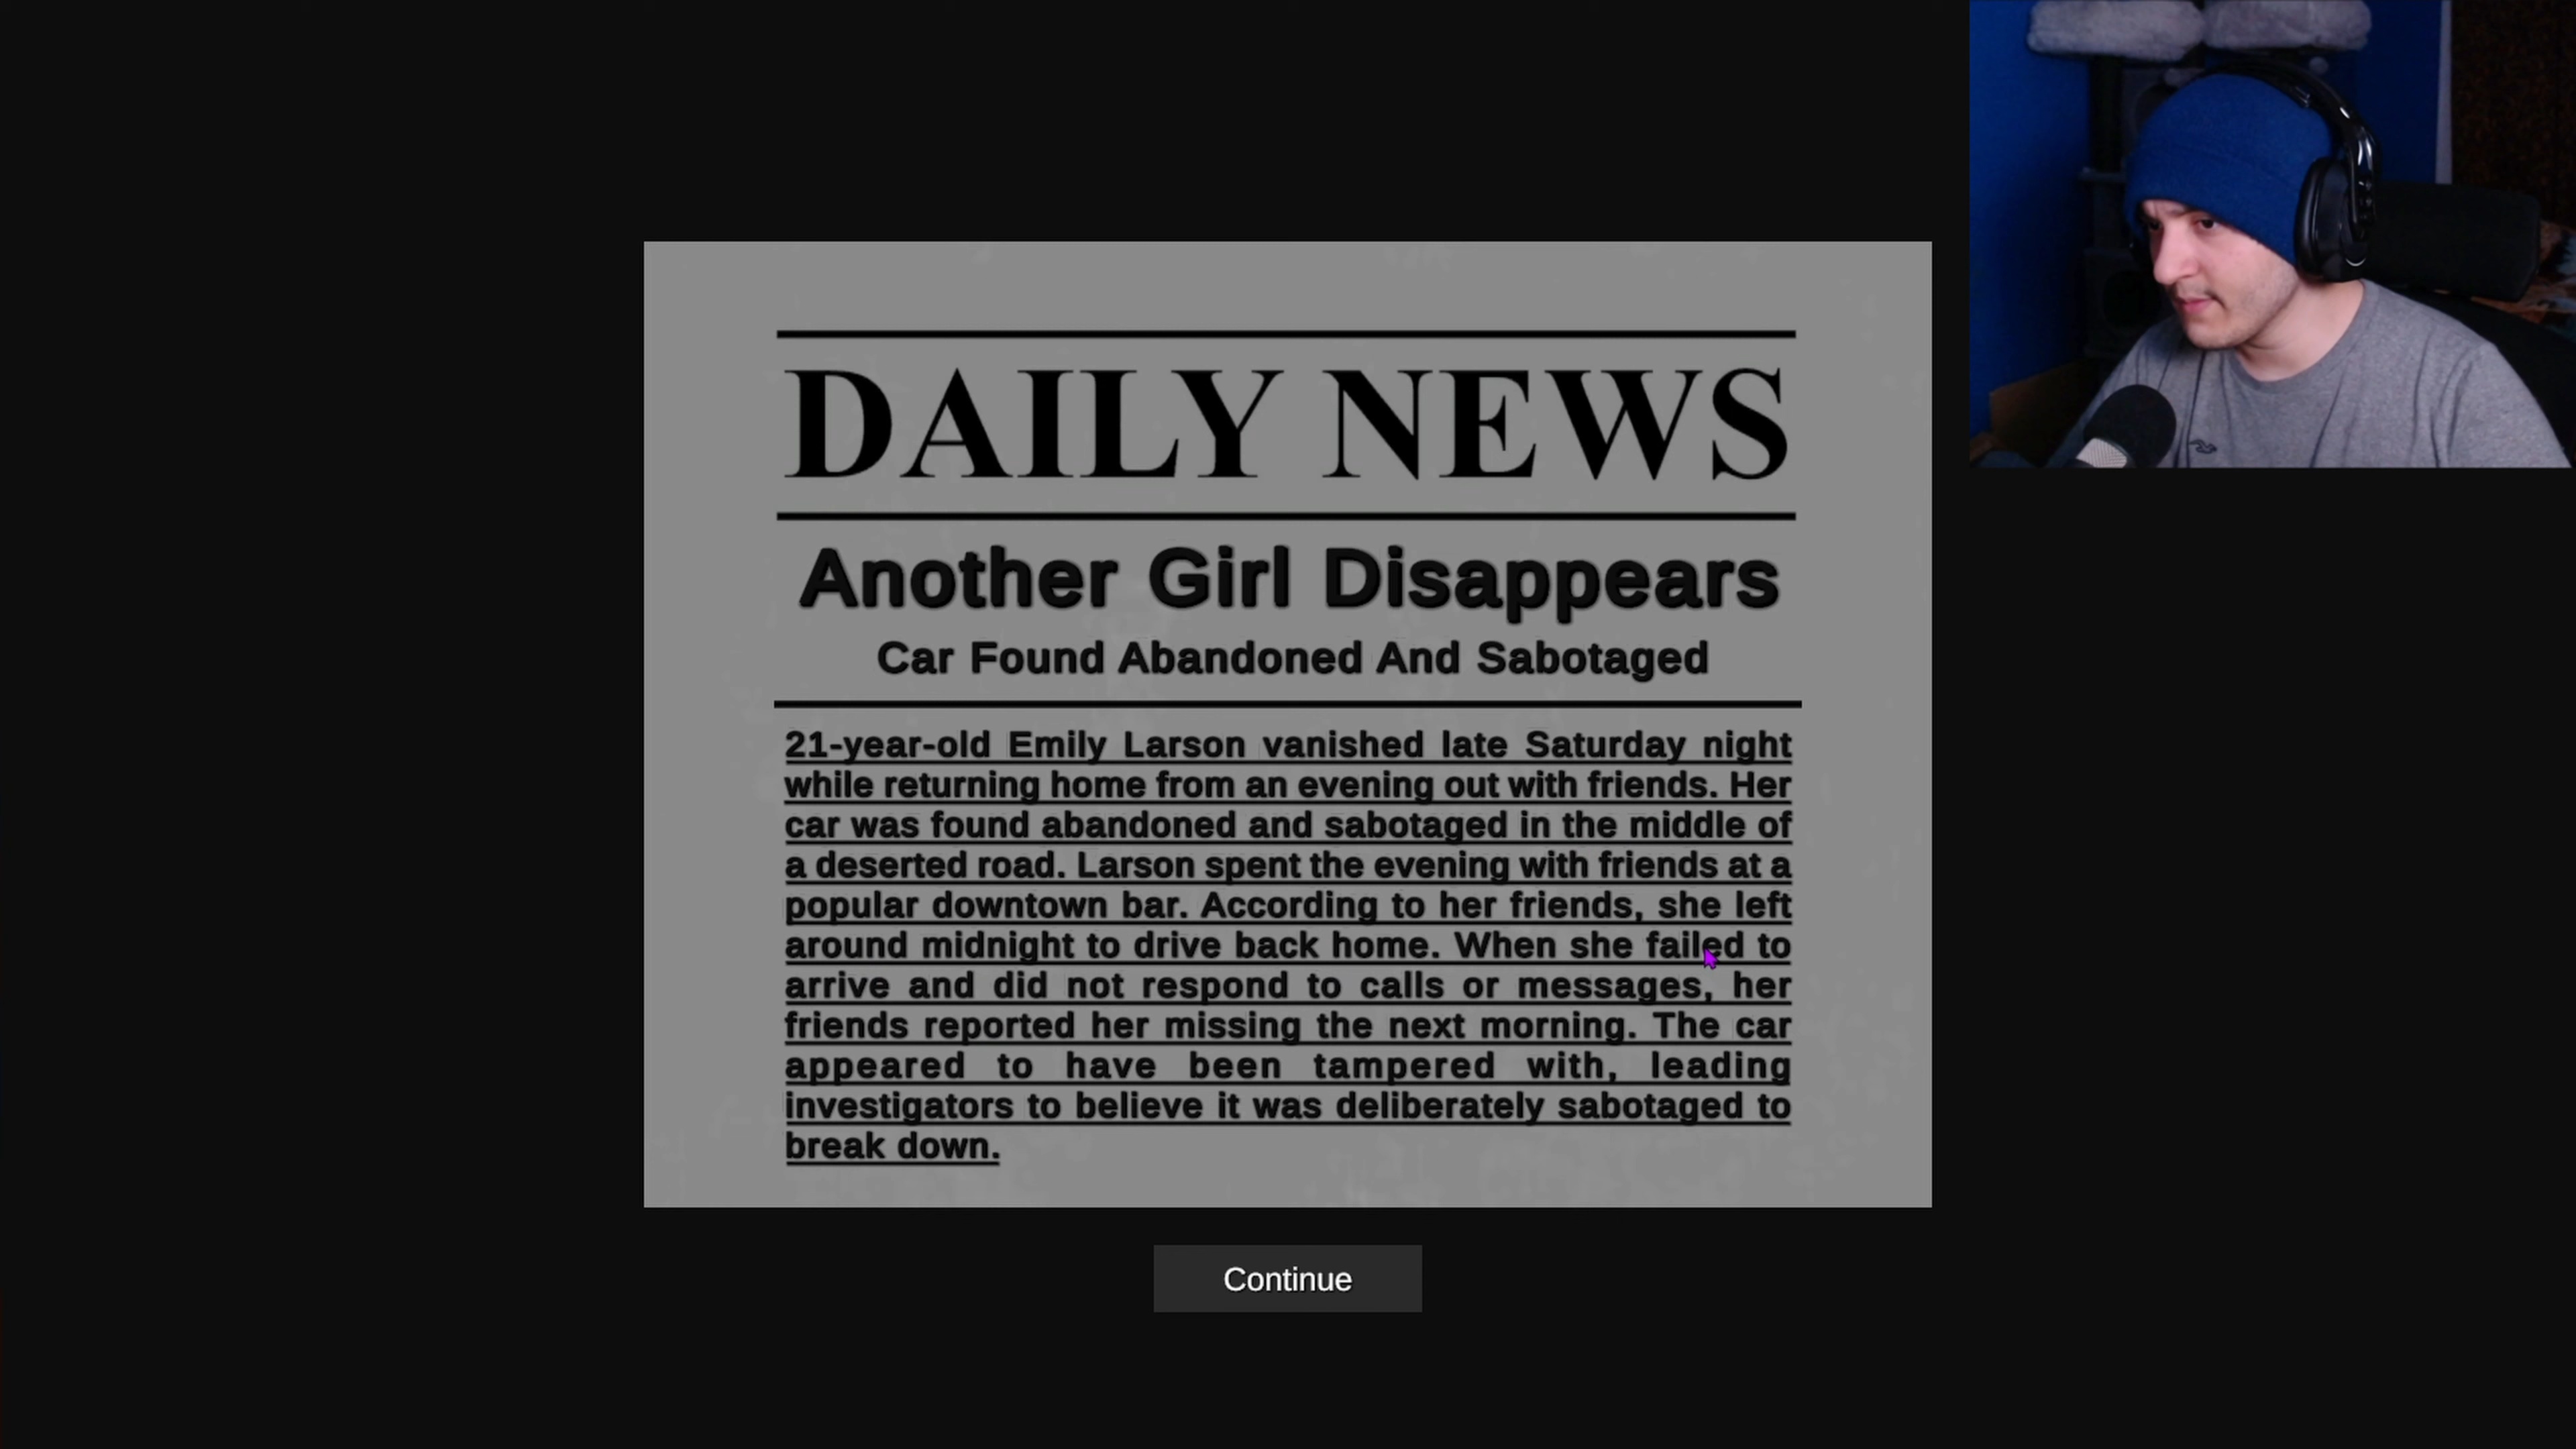 DAILY NEWS
Another Girl Disappears
Car Found Abandoned And Sabotaged
21-year-old Emily Larson vanished late Saturday night
while returning home from an evening out with friends. Her
car was found abandoned and sabotaged in the middle of
a deserted road. Larson spent the evening with friends at a
popular downtown bar. According to her friends, she left
around midnight to drive back home. When she failed to
arrive and did not respond to calls or messages, her
friends reported her missing the next morning. The car
appeared to have been tampered with, leading
investigators to believe it was deliberately sabotaged to
break down.
Continue